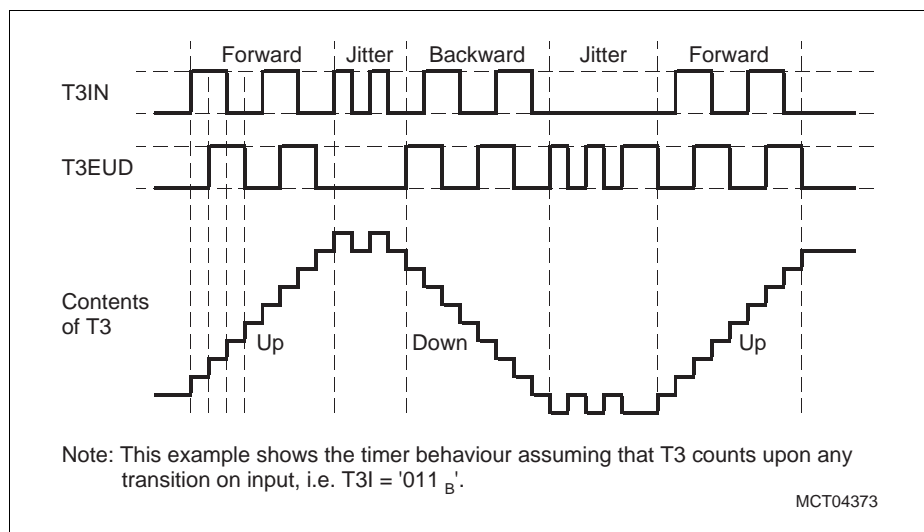 Forward Jitter Backward Jitter Forward
T3IN
T3EUD
Contents
of T3
Up Down Up
Note: This example shows the timer behaviour assuming that T3 counts upon any
transition on input, i.e. T3I = '011 B'.
MCT04373